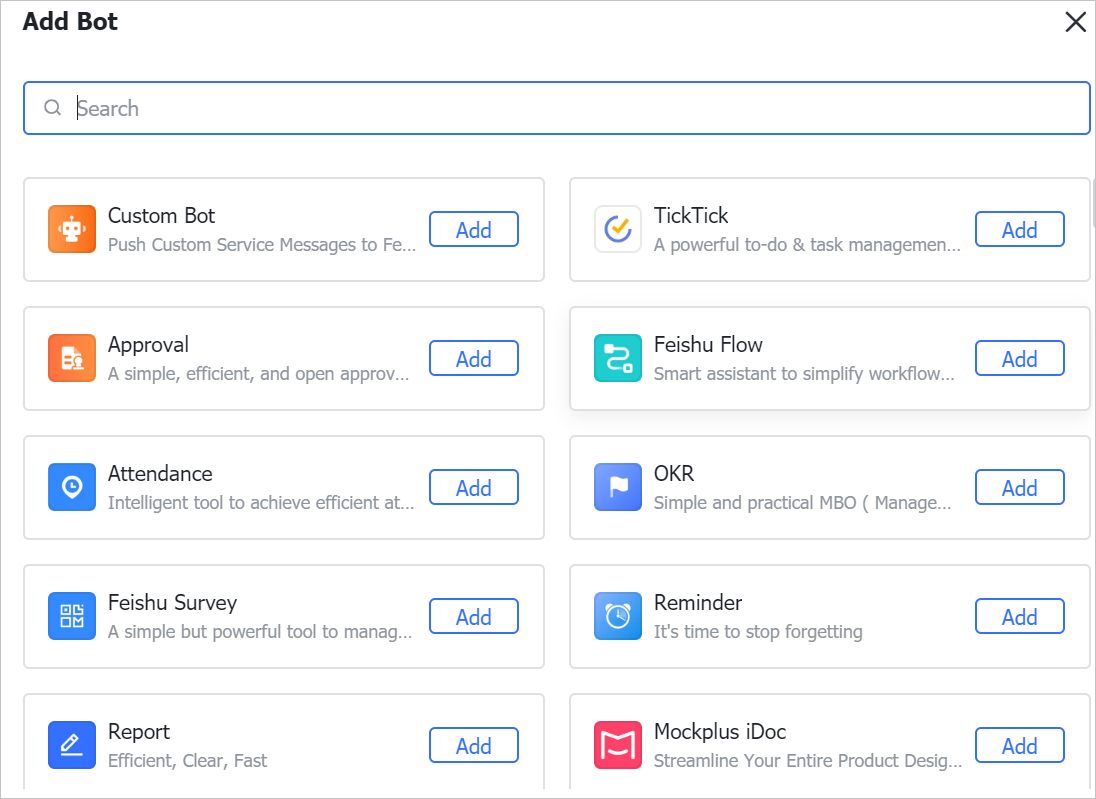 Add Bot
Search
Custom Bot
Push Custom Service Messages to Fe...
Add
TickTick
A powerful to-do & task managemen...
Add
Approval
A simple, efficient, and open approv...
Add
Feishu Flow
Smart assistant to simplify workflow...
Add
Attendance
Intelligent tool to achieve efficient at...
Add
OKR
Simple and practical MBO ( Manage...
Add
Feishu Survey
A simple but powerful tool to manag...
Add
Reminder
It's time to stop forgetting
Add
Report
Efficient, Clear, Fast
Add
Mockplus iDoc
Streamline Your Entire Product Desig...
Add